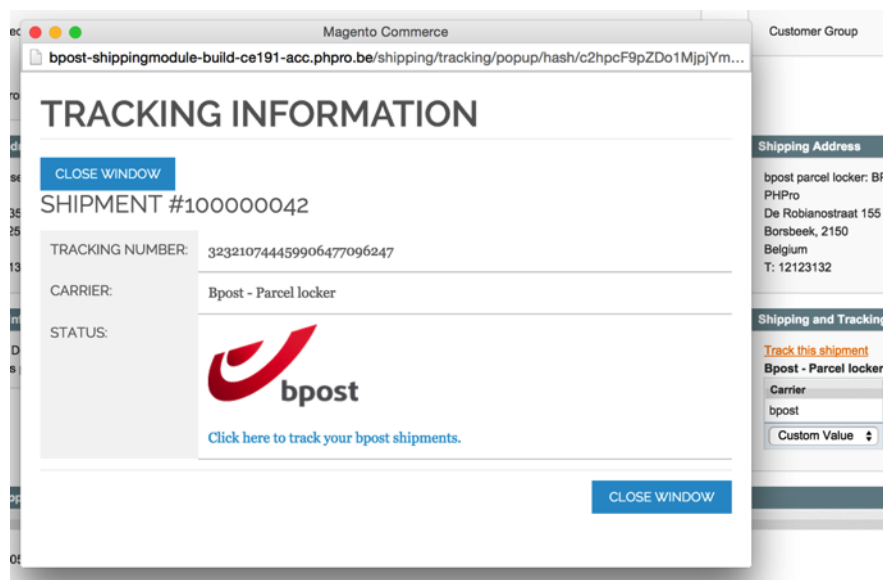 Magento Commerce
bpost-shippingmodule-build-ce191-acc.phpro.be/shipping/tracking/popup/hash/c2hpcF9pZDo1MjpjYm...
TRACKING INFORMATION
CLOSE WINDOW
SHIPMENT #100000042
TRACKING NUMBER: 323210744459906477096247
CARRIER: Bpost - Parcel locker
STATUS:
bpost
Click here to track your bpost shipments.
CLOSE WINDOW
Customer Group
Shipping Address
bpost parcel locker:
PHPro
De Robianostraat 155
Borsbeek, 2150
Belgium
T: 12123132
Shipping and Tracking
Track this shipment
Bpost - Parcel locker
Carrier
bpost
Custom Value